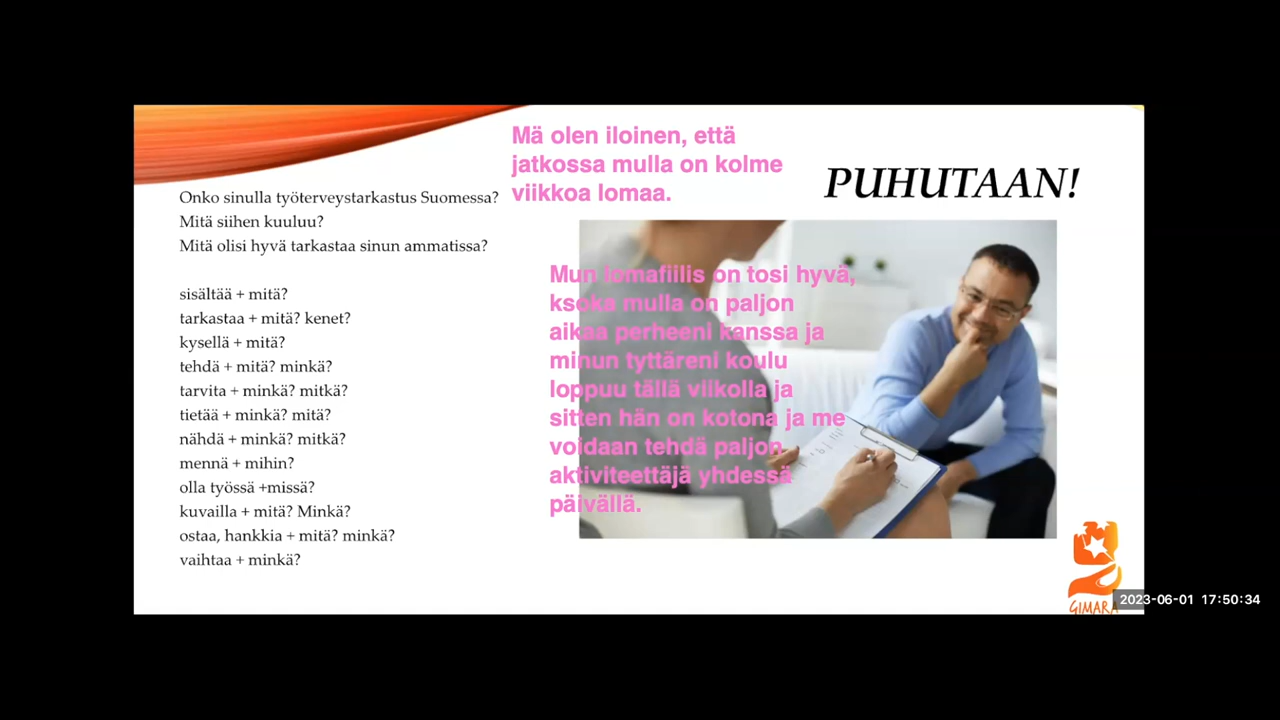 Mä olen iloinen, että
jatkossa mulla on kolme
viikkoa lomaa.
PUHUTAAN!
Onko sinulla työterveystarkastus Suomessa?
Mitä siihen kuuluu?
Mitä olisi hyvä tarkastaa sinun ammatissa?
sisältää + mitä?
tarkastaa + mitä? kenet?
kysellä + mitä?
tehdä + mitä? minkä?
tarvita + minkä? mitkä?
tietää + minkä? mitä?
nähdä + minkä? mitkä?
mennä + mihin?
olla työssä +missä?
kuvailla + mitä? Minkä?
ostaa, hankkia + mitä? minkä?
vaihtaa + minkä?
Mun lomafiilis on tosi hyvä,
ksoka mulla on paljon
aikaa perheeni kanssa ja
minun tyttäreni koulu
loppuu tällä viikolla ja
sitten hän on kotona ja me
voidaan tehdä paljon
aktiviteettäjä yhdessä
päivällä.
GIMARA
2023-06-01 17:50:34